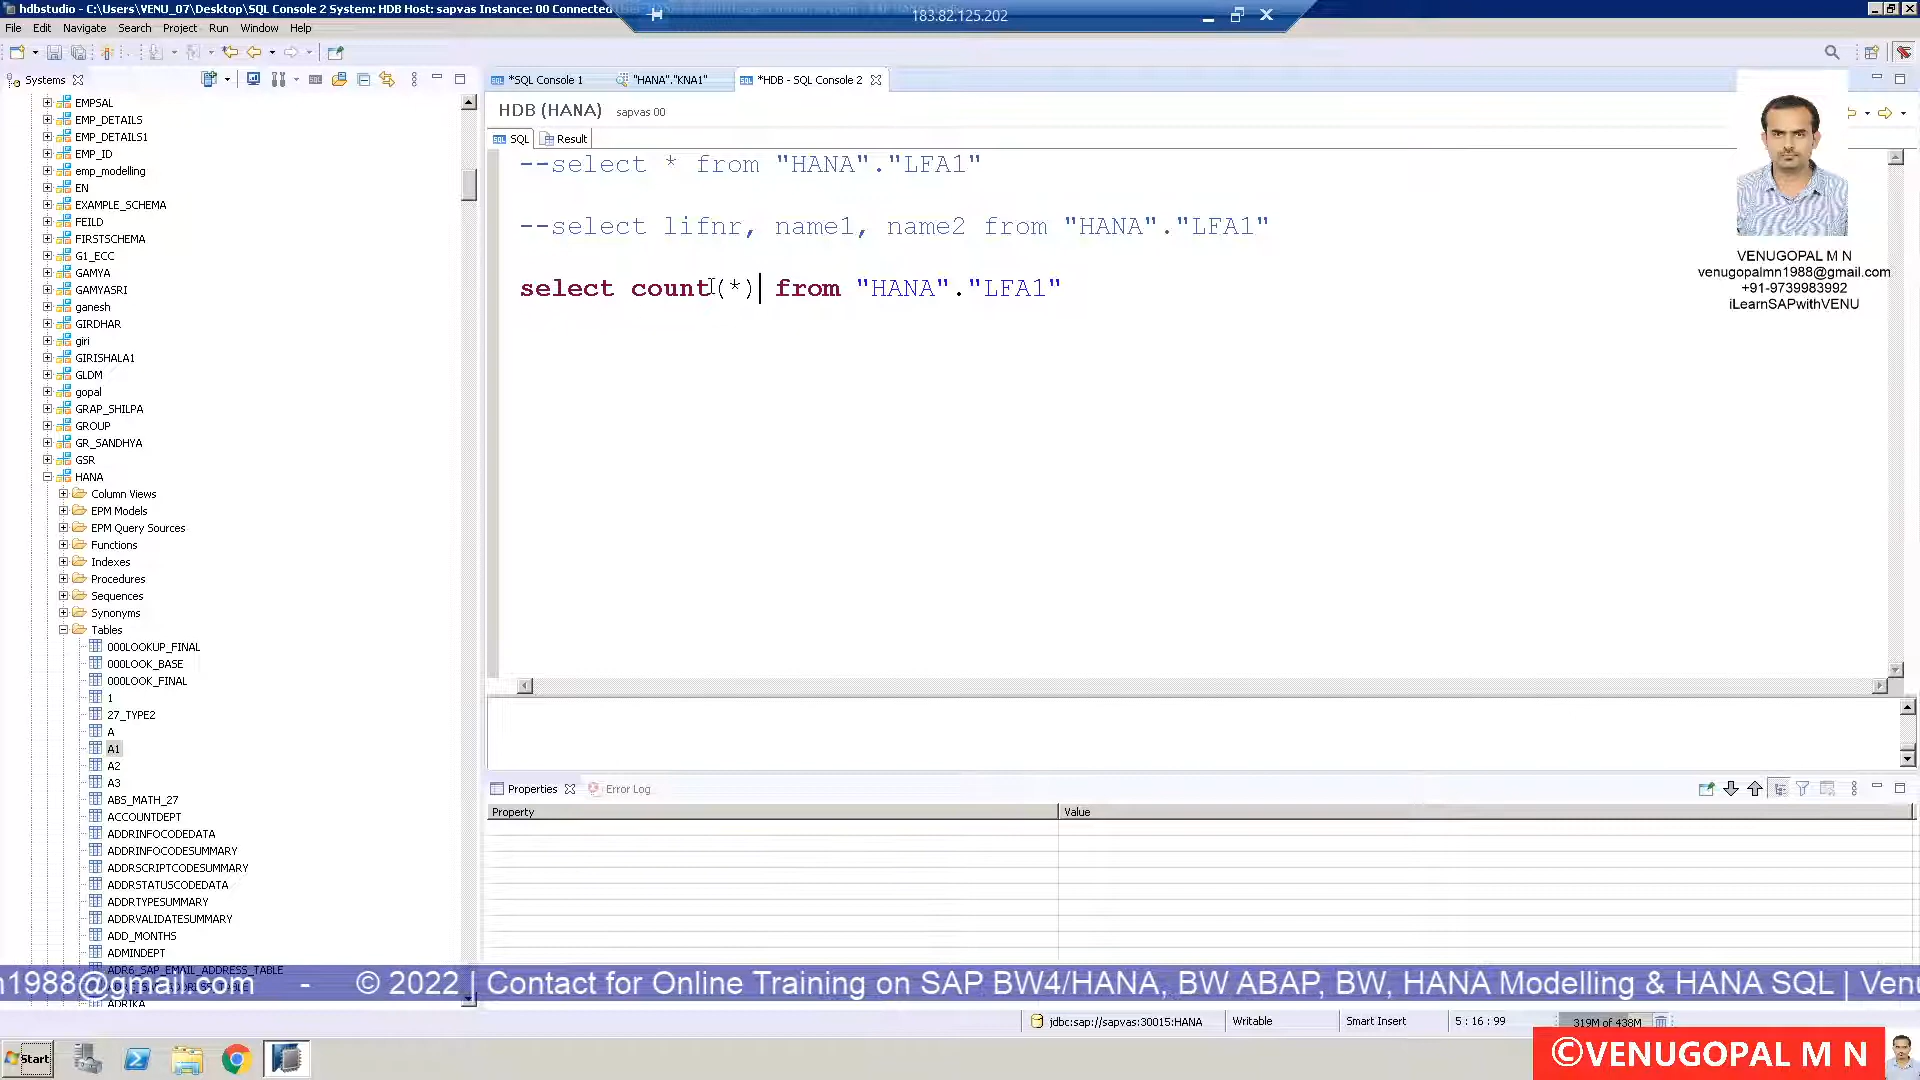 hdbstudio - C:\Users\VENU_07\Desktop\SQL Console 2 System: HDB Host: sapvas Instance: 00 Connected
183.82.125.202
File Edit Navigate Search Project Run Window Help
Systems
*SQL Console 1
"HANA"."KNA1"
*HDB - SQL Console 2
HDB (HANA) sapvas 00
SQL Result
--select * from "HANA"."LFA1"
--select lifnr, name1, name2 from "HANA"."LFA1"
select count(*) from "HANA"."LFA1"
VENUGOPAL M N
venugopalmn1988@gmail.com
+91-9739983992
iLearnSAPwithVENU
EMPSAL
EMP_DETAILS
EMP_DETAILS1
EMP_ID
emp_modelling
EN
EXAMPLE_SCHEMA
FEILD
FIRSTSCHEMA
G1_ECC
GAMYA
GAMYASRI
ganesh
GIRDHAR
giri
GIRISHALA1
GLDM
gopal
GRAP_SHILPA
GROUP
GR_SANDHYA
GSR
HANA
Column Views
EPM Models
EPM Query Sources
Functions
Indexes
Procedures
Sequences
Synonyms
Tables
000LOOKUP_FINAL
000LOOK_BASE
000LOOK_FINAL
1
27_TYPE2
A
A1
A2
A3
ABS_MATH_27
ACCOUNTDEPT
ADDRINFOCODEDATA
ADDRINFOCODESUMMARY
ADDRSCRIPTCODESUMMARY
ADDRSTATUSCODEDATA
ADDRTYPESUMMARY
ADDRVALIDATESUMMARY
ADD_MONTHS
ADMINDEPT
ADR6_SAP_EMAIL_ADDRESS_TABLE
ADRIKA
Properties Error Log
Property Value
n1988@gmail.com - © 2022 | Contact for Online Training on SAP BW4/HANA, BW ABAP, BW, HANA Modelling & HANA SQL | Venu
jdbc:sap://sapvas:30015:HANA Writable Smart Insert 5 : 16 : 99 319M of 438M
Start
©VENUGOPAL M N